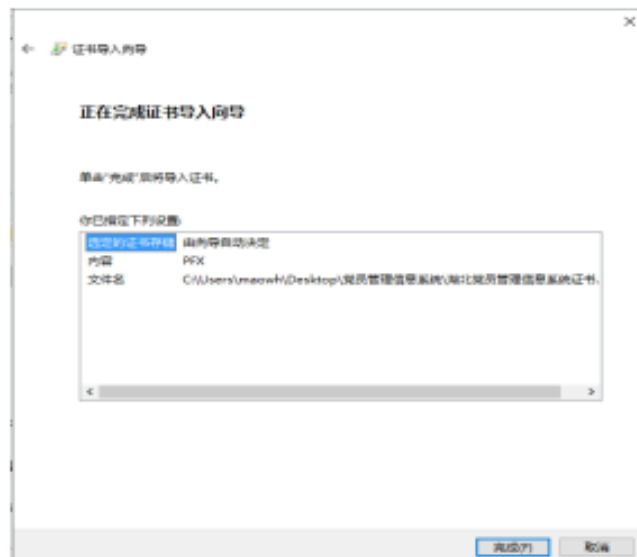 证书导入向导
正在完成证书导入向导
单击"完成"后将导入证书。
你已指定下列设置:
选定的证书存储 由向导自动决定
内容 PFX
文件名 C:\Users\maowh\Desktop\党员管理信息系统\湖北党员管理信息系统证书.
完成(F) 取消